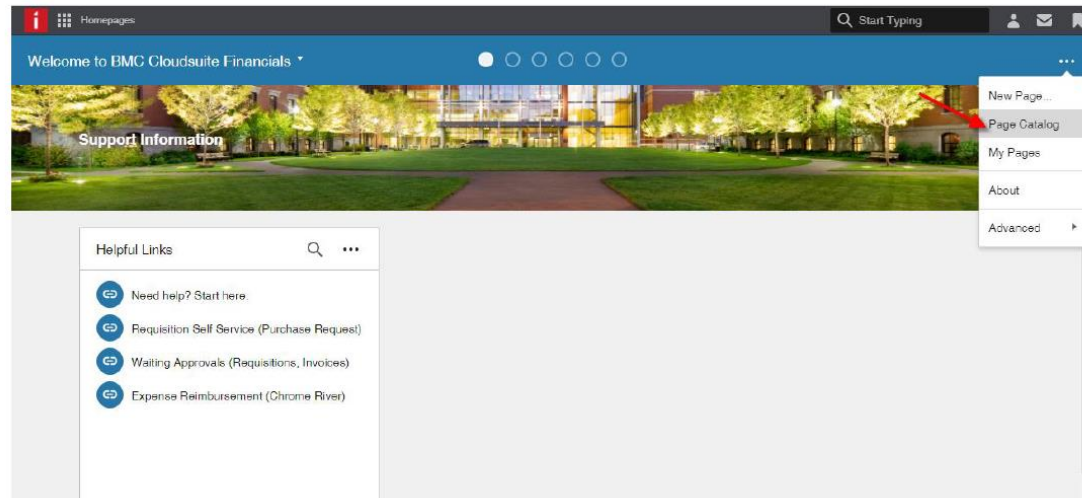 i
Homepages
Start Typing
Welcome to BMC Cloudsuite Financials
New Page...
Page Catalog
Support Information
My Pages
About
Advanced
Helpful Links
Need help? Start here.
Requisition Self Service (Purchase Request)
Waiting Approvals (Requisitions, Invoices)
Expense Reimbursement (Chrome River)